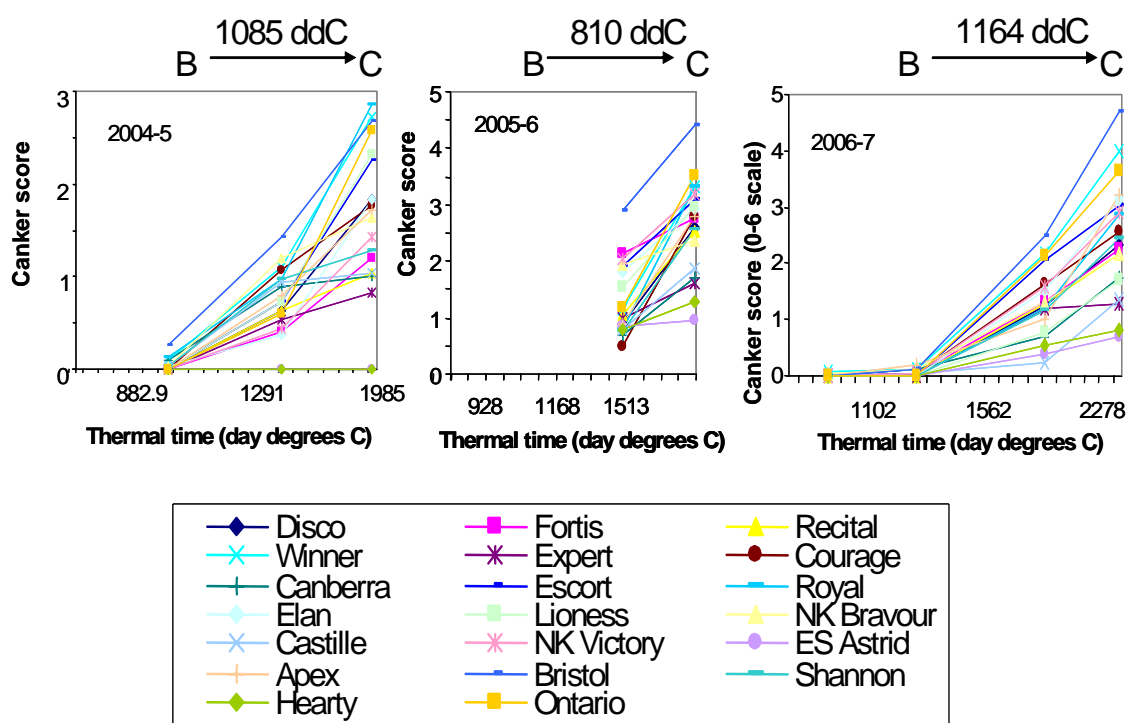 1085 ddC
B C
810 ddC
B C
1164 ddC
B C
2004-5
Canker score
3
2
1
0
882.9 1291 1985
Thermal time (day degrees C)
2005-6
Canker score
5
4
3
2
1
0
928 1168 1513
Thermal time (day degrees C)
2006-7
Canker score (0-6 scale)
5
4
3
2
1
0
1102 1562 2278
Thermal time (day degrees C)
Disco Fortis Recital
Winner Expert Courage
Canberra Escort Royal
Elan Lioness NK Bravour
Castille NK Victory ES Astrid
Apex Bristol Shannon
Hearty Ontario